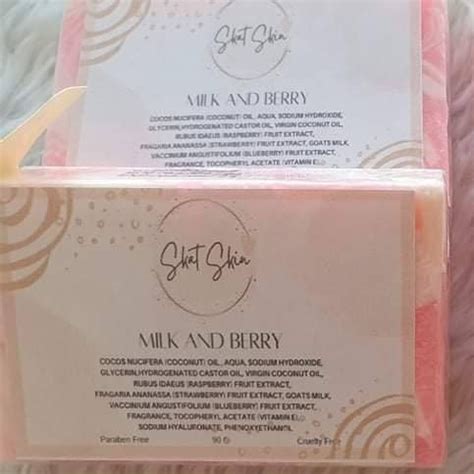 Skat Skin
MILK AND BERRY
COCOS NUCIFERA (COCONUT) OIL, AQUA, SODIUM HYDROXIDE,
GLYCERIN, HYDROGENATED CASTOR OIL, VIRGIN COCONUT OIL,
RUBUS IDAEUS (RASPBERRY) FRUIT EXTRACT,
FRAGARIA ANANASSA (STRAWBERRY) FRUIT EXTRACT, GOATS MILK,
VACCINIUM ANGUSTIFOLIUM (BLUEBERRY) FRUIT EXTRACT,
FRAGRANCE, TOCOPHERYL ACETATE (VITAMIN E),
Skat Skin
MILK AND BERRY
COCOS NUCIFERA (COCONUT) OIL, AQUA, SODIUM HYDROXIDE,
GLYCERIN, HYDROGENATED CASTOR OIL, VIRGIN COCONUT OIL,
RUBUS IDAEUS (RASPBERRY) FRUIT EXTRACT,
FRAGARIA ANANASSA (STRAWBERRY) FRUIT EXTRACT, GOATS MILK,
VACCINIUM ANGUSTIFOLIUM (BLUEBERRY) FRUIT EXTRACT,
FRAGRANCE, TOCOPHERYL ACETATE (VITAMIN E),
SODIUM HYALURONATE, PHENOXYETHANOL
Paraben Free 90 G Cruelty Free